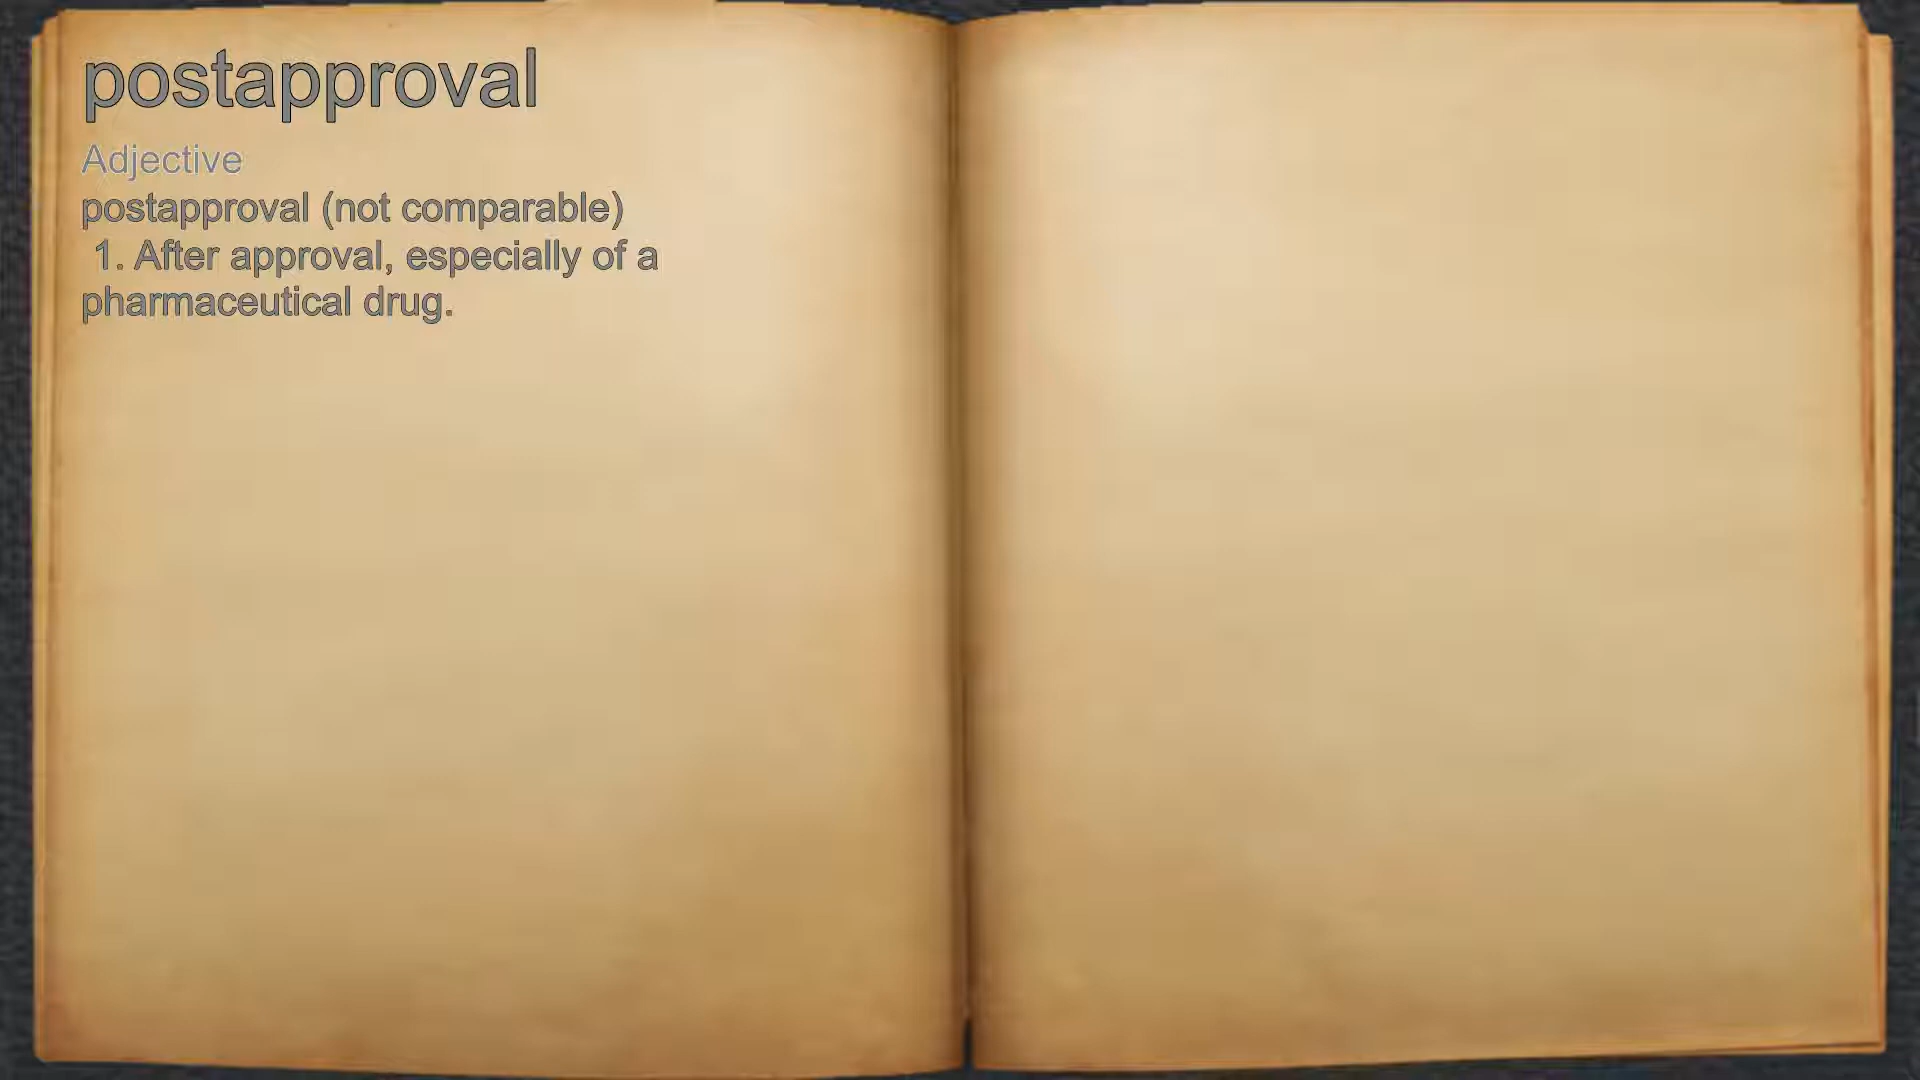 postapproval
Adjective
postapproval (not comparable)
1. After approval, especially of a
pharmaceutical drug.